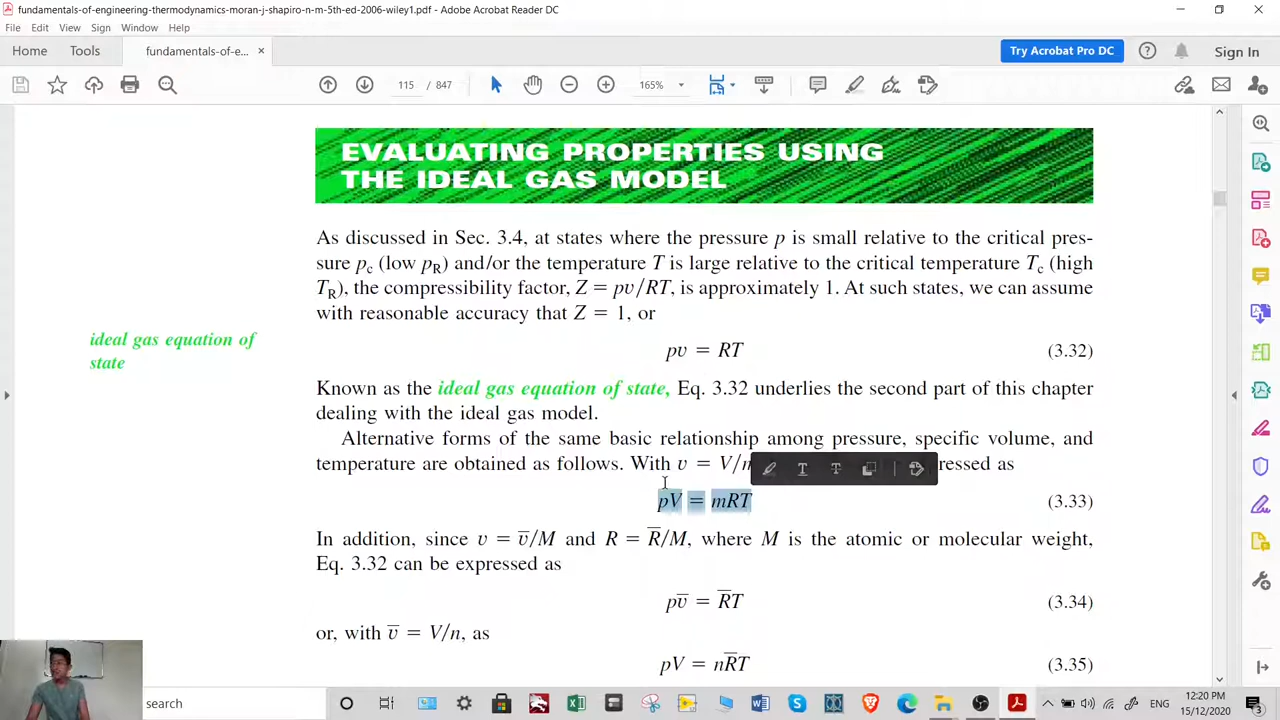 fundamentals-of-engineering-thermodynamics-moran-j-shapiro-n-m-5th-ed-2006-wiley1.pdf - Adobe Acrobat Reader DC
File Edit View Sign Window Help
Home Tools fundamentals-of-e... × Try Acrobat Pro DC Sign In
115 / 847 165%
EVALUATING PROPERTIES USING
THE IDEAL GAS MODEL
As discussed in Sec. 3.4, at states where the pressure p is small relative to the critical pres-
sure pc (low pR) and/or the temperature T is large relative to the critical temperature Tc (high
TR), the compressibility factor, Z = pv/RT, is approximately 1. At such states, we can assume
with reasonable accuracy that Z = 1, or
ideal gas equation of
state
pv = RT (3.32)
Known as the ideal gas equation of state, Eq. 3.32 underlies the second part of this chapter
dealing with the ideal gas model.
Alternative forms of the same basic relationship among pressure, specific volume, and
temperature are obtained as follows. With v = V/m ressed as
pV = mRT (3.33)
In addition, since v = v̅/M and R = R̅/M, where M is the atomic or molecular weight,
Eq. 3.32 can be expressed as
pv̅ = R̅T (3.34)
or, with v̅ = V/n, as
pV = nR̅T (3.35)
search
ENG
12:20 PM
15/12/2020
3